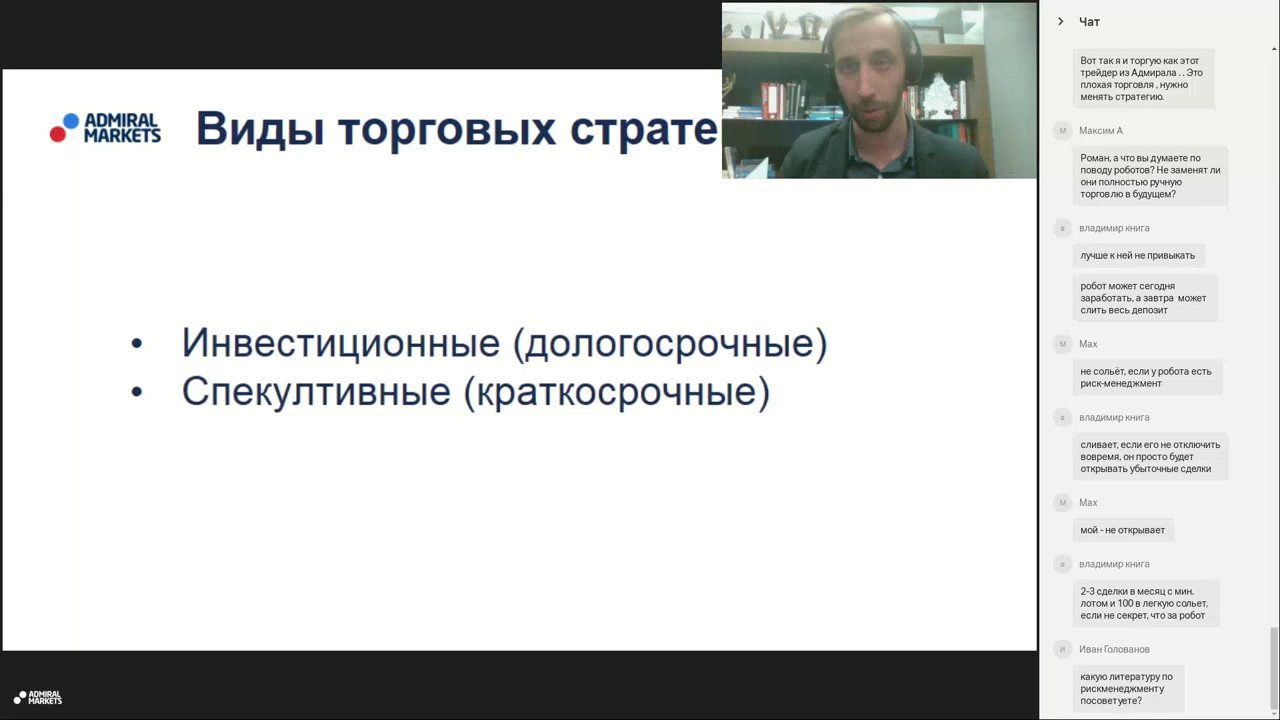 ADMIRAL
MARKETS
Виды торговых страте
• Инвестиционные (дологосрочные)
• Спекултивные (краткосрочные)
ADMIRAL
MARKETS
Чат
Вот так я и торгую как этот
трейдер из Адмирала . . Это
плохая торговля , нужно
менять стратегию.
М
Максим А
Роман, а что вы думаете по
поводу роботов? Не заменят ли
они полностью ручную
торговлю в будущем?
в
владимир книга
лучше к ней не привыкать
робот может сегодня
заработать, а завтра может
слить весь депозит
М
Мах
не сольёт, если у робота есть
риск-менеджмент
в
владимир книга
сливает, если его не отключить
вовремя, он просто будет
открывать убыточные сделки
М
Мах
мой - не открывает
в
владимир книга
2-3 сделки в месяц с мин.
лотом и 100 в легкую сольет,
если не секрет, что за робот
И
Иван Голованов
какую литературу по
рискменеджменту
посоветуете?